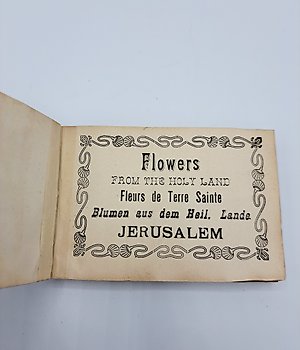 Flowers
FROM THE HOLY LAND
Fleurs de Terre Sainte
Blumen aus dem Heil. Lande
JERUSALEM